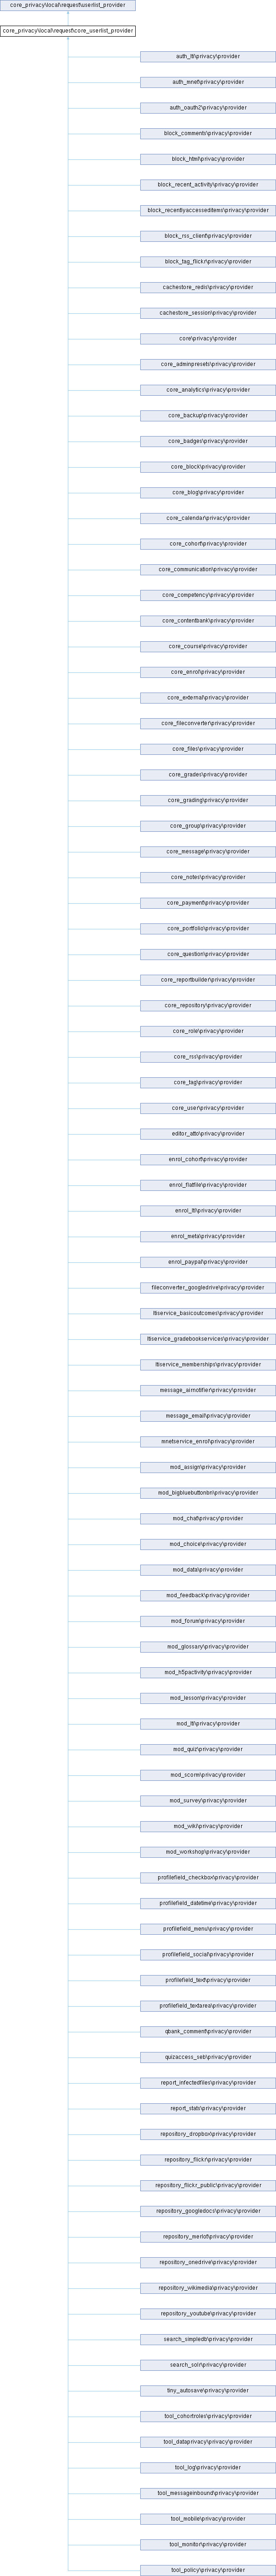 core_privacy\local\request\userlist_provider
core_privacy\local\request\core_userlist_provider
auth_lti\privacy\provider
auth_mnet\privacy\provider
auth_oauth2\privacy\provider
block_comments\privacy\provider
block_html\privacy\provider
block_recent_activity\privacy\provider
block_recentlyaccesseditems\privacy\provider
block_rss_client\privacy\provider
block_tag_flickr\privacy\provider
cachestore_redis\privacy\provider
cachestore_session\privacy\provider
core\privacy\provider
core_adminpresets\privacy\provider
core_analytics\privacy\provider
core_backup\privacy\provider
core_badges\privacy\provider
core_block\privacy\provider
core_blog\privacy\provider
core_calendar\privacy\provider
core_cohort\privacy\provider
core_communication\privacy\provider
core_competency\privacy\provider
core_contentbank\privacy\provider
core_course\privacy\provider
core_enrol\privacy\provider
core_external\privacy\provider
core_fileconverter\privacy\provider
core_files\privacy\provider
core_grades\privacy\provider
core_grading\privacy\provider
core_group\privacy\provider
core_message\privacy\provider
core_notes\privacy\provider
core_payment\privacy\provider
core_portfolio\privacy\provider
core_question\privacy\provider
core_reportbuilder\privacy\provider
core_repository\privacy\provider
core_role\privacy\provider
core_rss\privacy\provider
core_tag\privacy\provider
core_user\privacy\provider
editor_atto\privacy\provider
enrol_cohort\privacy\provider
enrol_flatfile\privacy\provider
enrol_lti\privacy\provider
enrol_meta\privacy\provider
enrol_paypal\privacy\provider
fileconverter_googledrive\privacy\provider
ltiservice_basicoutcomes\privacy\provider
ltiservice_gradebookservices\privacy\provider
ltiservice_memberships\privacy\provider
message_airnotifier\privacy\provider
message_email\privacy\provider
mnetservice_enrol\privacy\provider
mod_assign\privacy\provider
mod_bigbluebuttonbn\privacy\provider
mod_chat\privacy\provider
mod_choice\privacy\provider
mod_data\privacy\provider
mod_feedback\privacy\provider
mod_forum\privacy\provider
mod_glossary\privacy\provider
mod_h5pactivity\privacy\provider
mod_lesson\privacy\provider
mod_lti\privacy\provider
mod_quiz\privacy\provider
mod_scorm\privacy\provider
mod_survey\privacy\provider
mod_wiki\privacy\provider
mod_workshop\privacy\provider
profilefield_checkbox\privacy\provider
profilefield_datetime\privacy\provider
profilefield_menu\privacy\provider
profilefield_social\privacy\provider
profilefield_text\privacy\provider
profilefield_textarea\privacy\provider
qbank_comment\privacy\provider
quizaccess_seb\privacy\provider
report_infectedfiles\privacy\provider
report_stats\privacy\provider
repository_dropbox\privacy\provider
repository_flickr\privacy\provider
repository_flickr_public\privacy\provider
repository_googledocs\privacy\provider
repository_merlot\privacy\provider
repository_onedrive\privacy\provider
repository_wikimedia\privacy\provider
repository_youtube\privacy\provider
search_simpledb\privacy\provider
search_solr\privacy\provider
tiny_autosave\privacy\provider
tool_cohortroles\privacy\provider
tool_dataprivacy\privacy\provider
tool_log\privacy\provider
tool_messageinbound\privacy\provider
tool_mobile\privacy\provider
tool_monitor\privacy\provider
tool_policy\privacy\provider